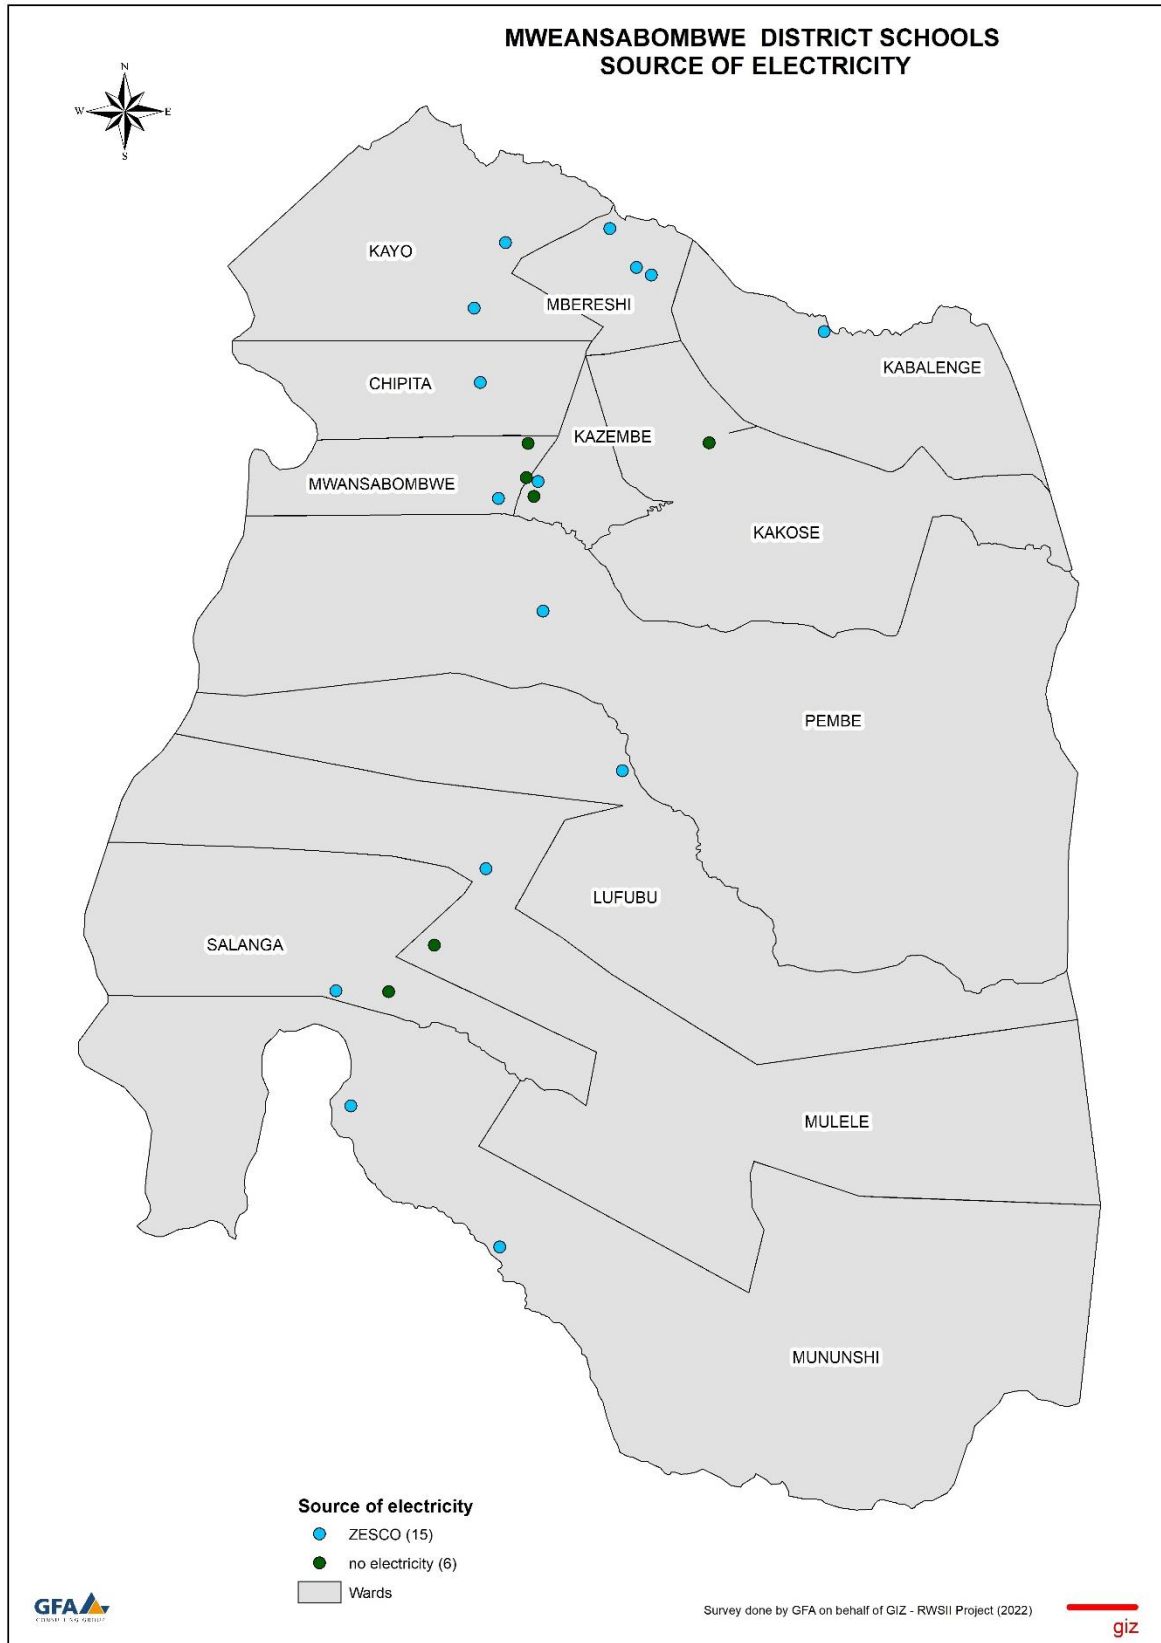 MWEANSABOMBWE DISTRICT SCHOOLS
SOURCE OF ELECTRICITY
N
W
E
S
KAYO
MBERESHI
KABALENGE
CHIPITA
KAZEMBE
MWANSABOMBWE
KAKOSE
PEMBE
LUFUBU
SALANGA
MULELE
MUNUNSHI
Source of electricity
ZESCO (15)
no electricity (6)
Wards
GFA
CONSULTING GROUP
Survey done by GFA on behalf of GIZ - RWSII Project (2022)
giz